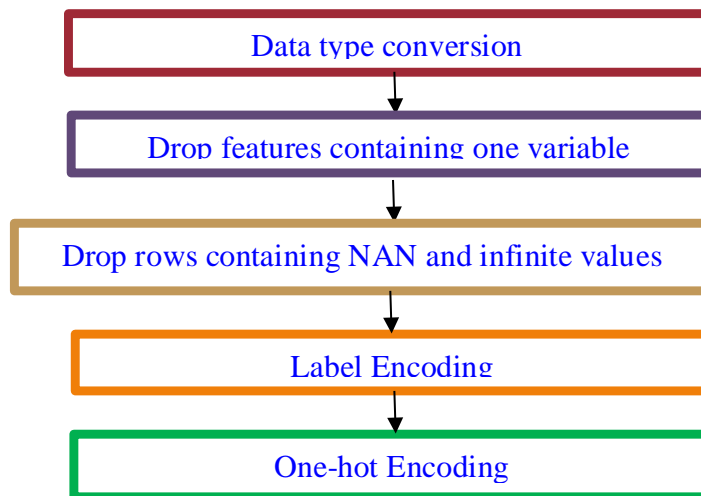 Data type conversion
Drop features containing one variable
Drop rows containing NAN and infinite values
Label Encoding
One-hot Encoding